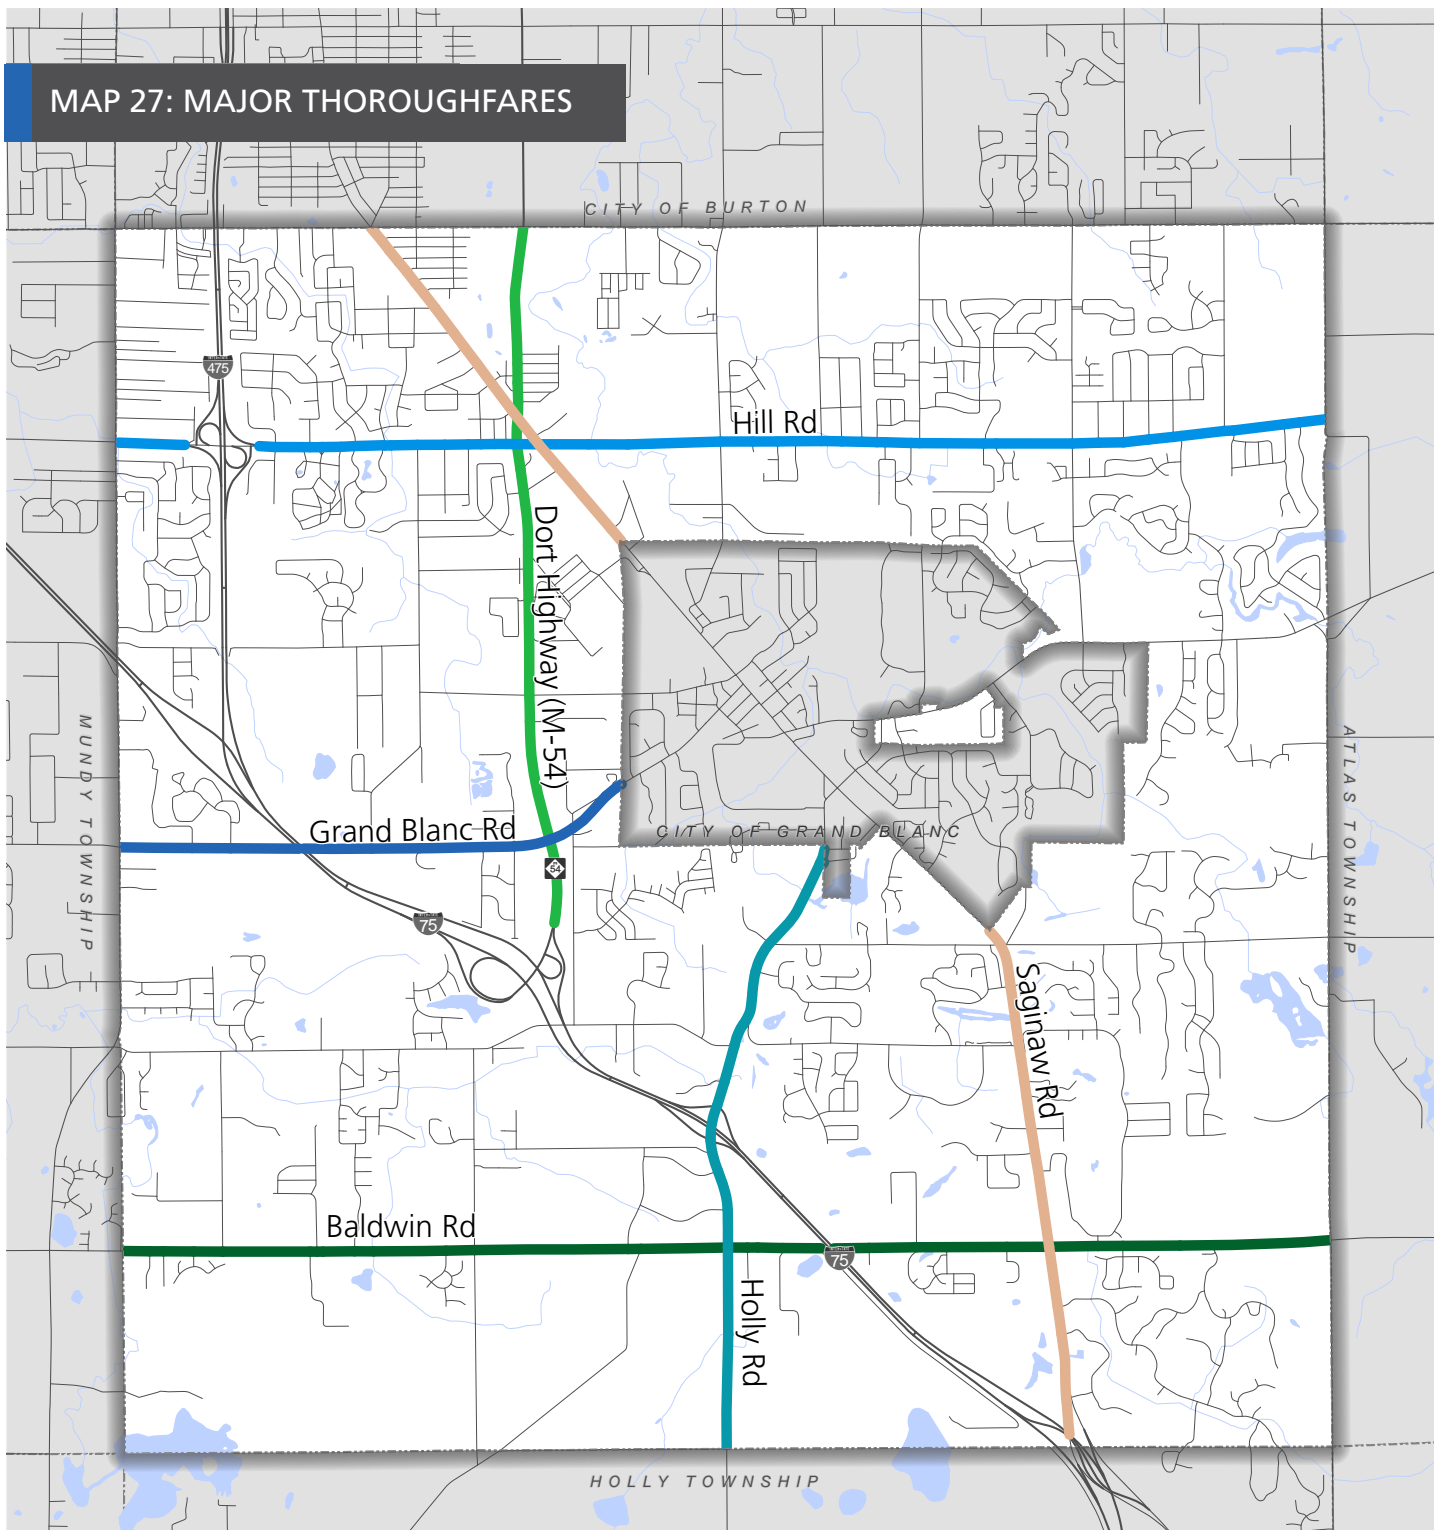 MAP 27: MAJOR THOROUGHFARES
CITY OF BURTON
475
Hill Rd
Dort Highway (M-54)
MUNDY TOWNSHIP
ATLAS TOWNSHIP
Grand Blanc Rd
CITY OF GRAND BLANC
54
75
Saginaw Rd
Baldwin Rd
75
Holly Rd
HOLLY TOWNSHIP